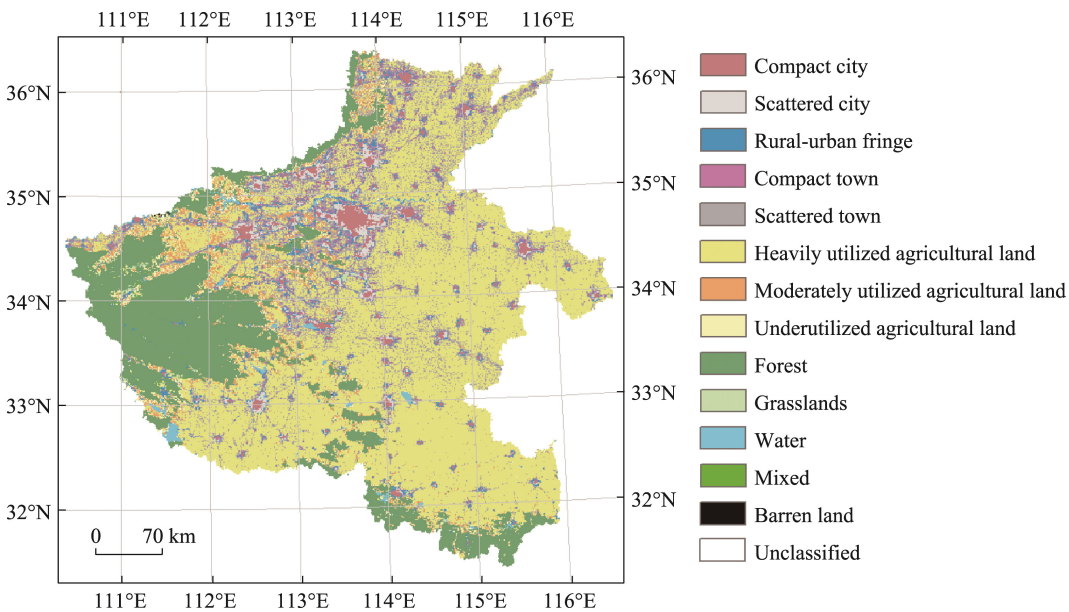 111°E 112°E 113°E 114°E 115°E 116°E
36°N
35°N
34°N
33°N
32°N
36°N
35°N
34°N
33°N
32°N
0 70 km
111°E 112°E 113°E 114°E 115°E 116°E
Compact city
Scattered city
Rural-urban fringe
Compact town
Scattered town
Heavily utilized agricultural land
Moderately utilized agricultural land
Underutilized agricultural land
Forest
Grasslands
Water
Mixed
Barren land
Unclassified